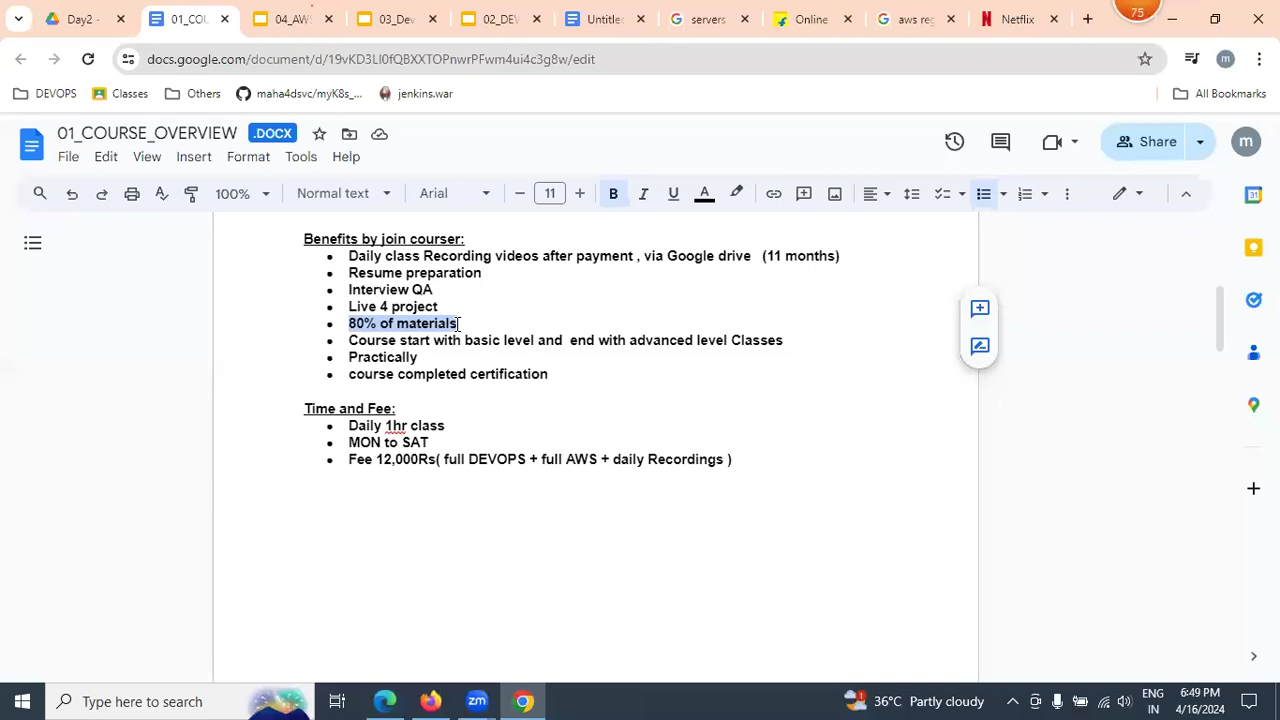 75
Day2 -
01_COU
04_AWS
03_Dev
02_DEV
Untitled
servers
Online
aws reg
Netflix
docs.google.com/document/d/19vKD3LI0fQBXXTOPnwrPFwm4ui4c3g8w/edit
DEVOPS
Classes
Others
maha4dsvc/myK8s_...
jenkins.war
All Bookmarks
01_COURSE_OVERVIEW .DOCX
File Edit View Insert Format Tools Help
Share
m
100% Normal text Arial 11 B I U A
Benefits by join courser:
Daily class Recording videos after payment , via Google drive (11 months)
Resume preparation
Interview QA
Live 4 project
80% of materials
Course start with basic level and end with advanced level Classes
Practically
course completed certification
Time and Fee:
Daily 1hr class
MON to SAT
Fee 12,000Rs( full DEVOPS + full AWS + daily Recordings )
Type here to search
zm
1
36°C Partly cloudy
ENG
IN
6:49 PM
4/16/2024